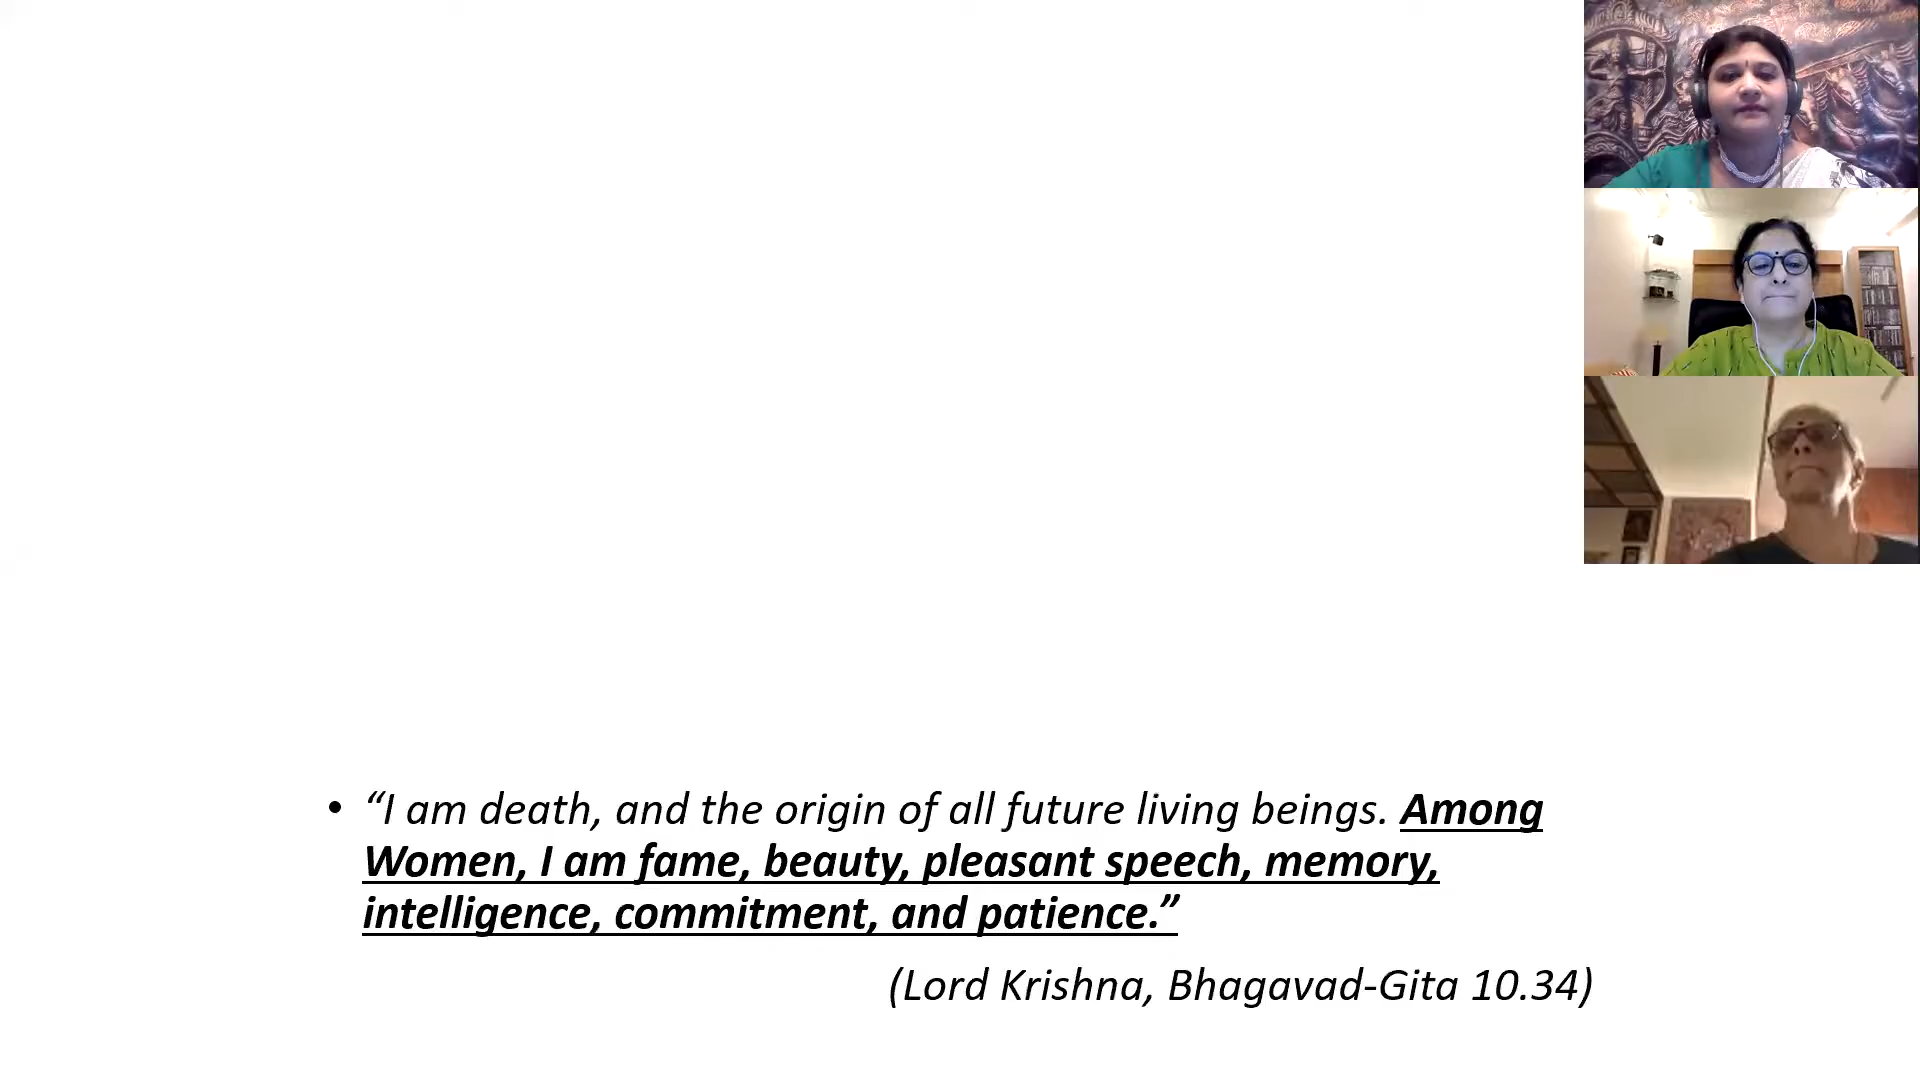 • “I am death, and the origin of all future living beings. Among
Women, I am fame, beauty, pleasant speech, memory,
intelligence, commitment, and patience.”
(Lord Krishna, Bhagavad-Gita 10.34)